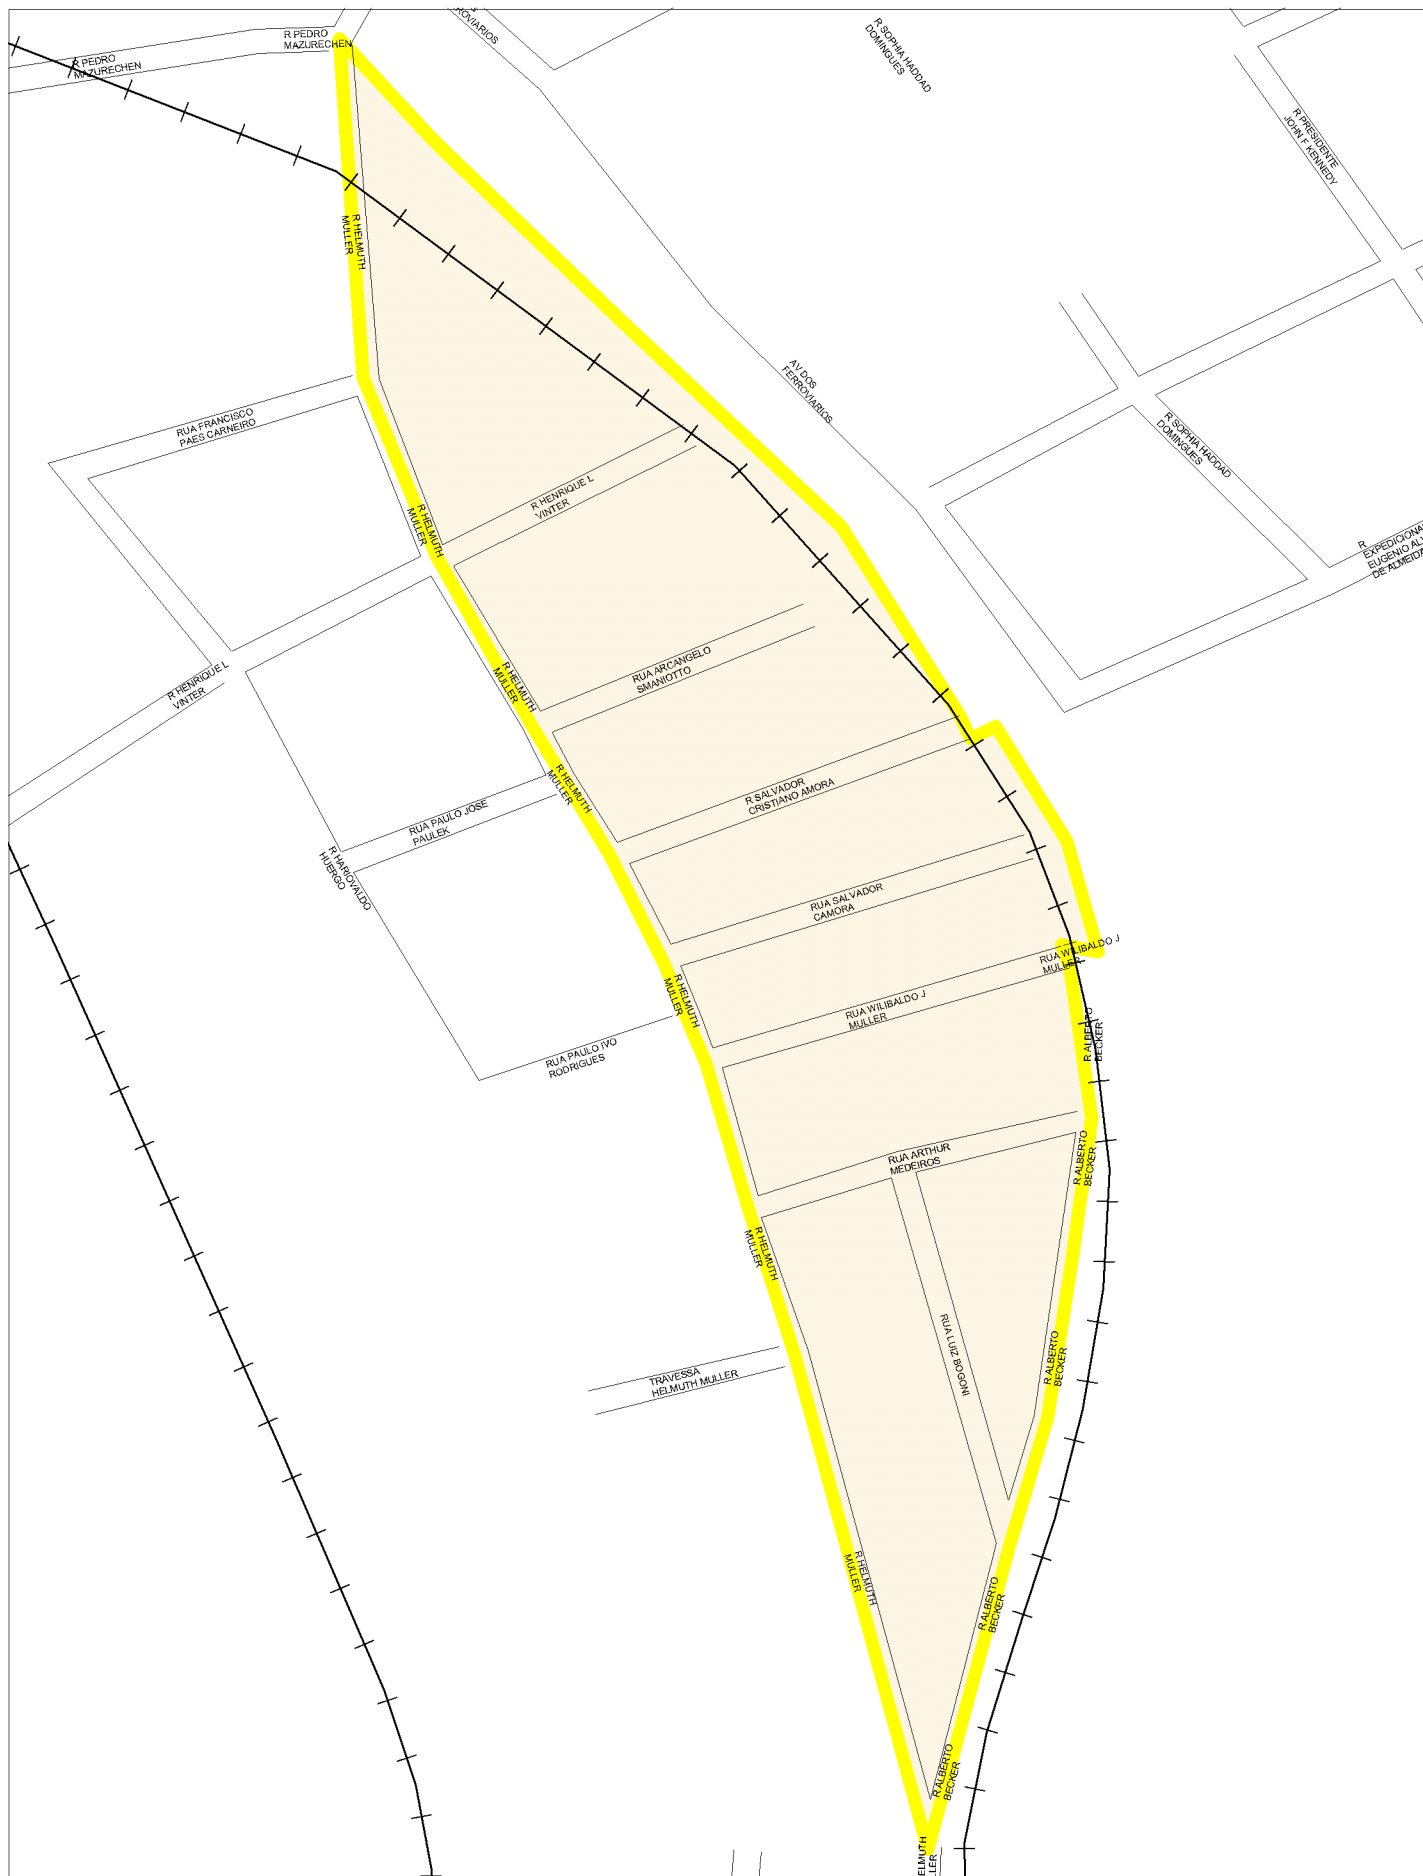 R PEDRO
MAZURECHEN
R PEDRO
MAZURECHEN
ROVIARIOS
R SOPHIA HADDAD
DOMINGUES
R PRESIDENTE
JOHN F KENNEDY
R HELMUTH
MULLER
AV DOS
FERROVIARIOS
RUA FRANCISCO
PAES CARNEIRO
R SOPHIA HADDAD
DOMINGUES
R HENRIQUE L
VINTER
R HELMUTH
MULLER
R
EXPEDICIONA
EUGENIO AL
DE ALMEIDA
R HENRIQUE L
VINTER
RUA ARCANGELO
SMANIOTTO
R HELMUTH
MULLER
R HELMUTH
MULLER
R SALVADOR
CRISTIANO AMORA
RUA PAULO JOSE
PAULEK
R HARIOVALDO
HUERGO
RUA SALVADOR
CAMORA
RUA WILIBALDO J
MULLER
R HELMUTH
MULLER
RUA WILIBALDO J
MULLER
R ALBERTO
BECKER
RUA PAULO IVO
RODRIGUES
RUA ARTHUR
MEDEIROS
R ALBERTO
BECKER
R HELMUTH
MULLER
RUA LUIZ BOGONI
R ALBERTO
BECKER
TRAVESSA
HELMUTH MULLER
R HELMUTH
MULLER
R ALBERTO
BECKER
R ALBERTO
BECKER
ELMUTH
LLER